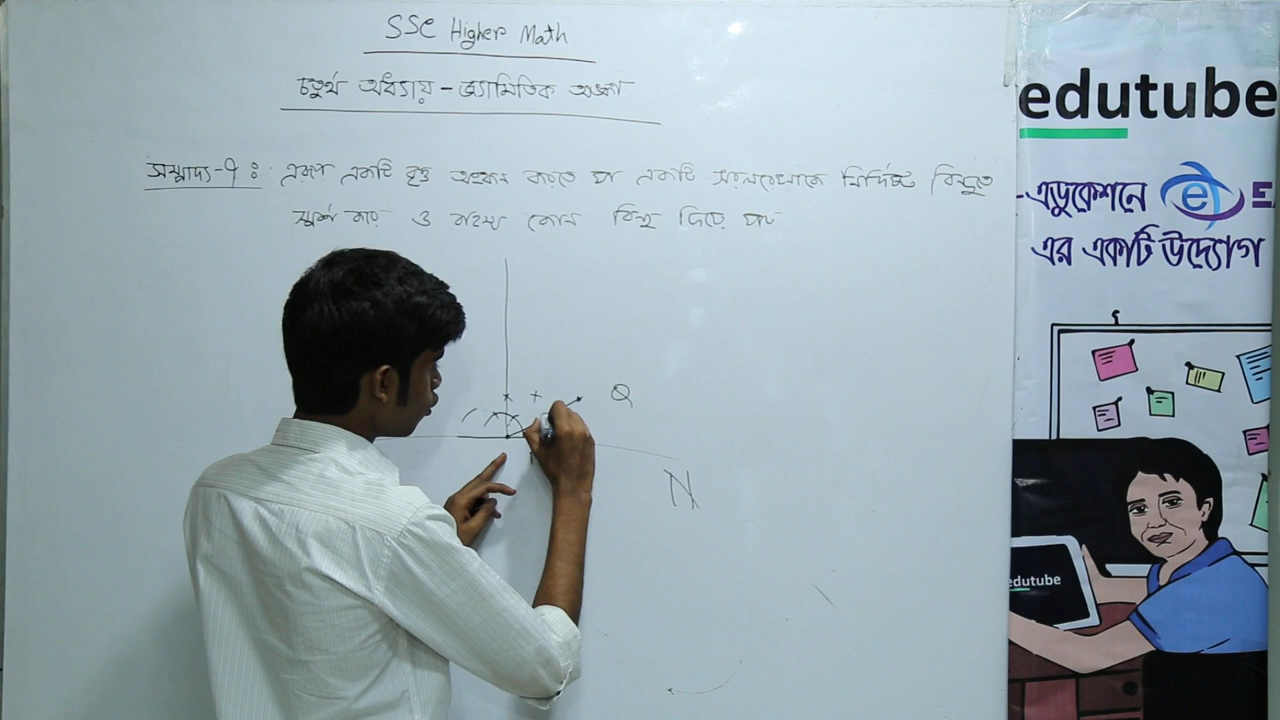 SSC Higher Math
চতুর্থ অধ্যায় - জ্যামিতিক অঙ্কন
সম্পাদ্য-৭ : এরূপ একটি বৃত্ত অঙ্কন করতে হবে যা একটি সরলরেখাকে নির্দিষ্ট বিন্দুতে
স্পর্শ করে ও বহিঃস্থ কোন বিন্দু দিয়ে যায়
Q
N
edutube
-এডুকেশনে
e
E
এর একটি উদ্যোগ
edutube